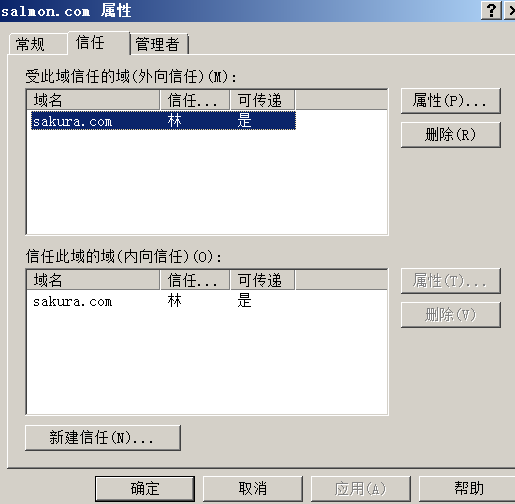 salmon.com 属性
常规 信任 管理者
受此域信任的域(外向信任)(M):
域名 信任... 可传递
sakura.com 林 是
属性(P)...
删除(R)
信任此域的域(内向信任)(O):
域名 信任... 可传递
sakura.com 林 是
属性(T)...
删除(V)
新建信任(N)...
确定 取消 应用(A) 帮助